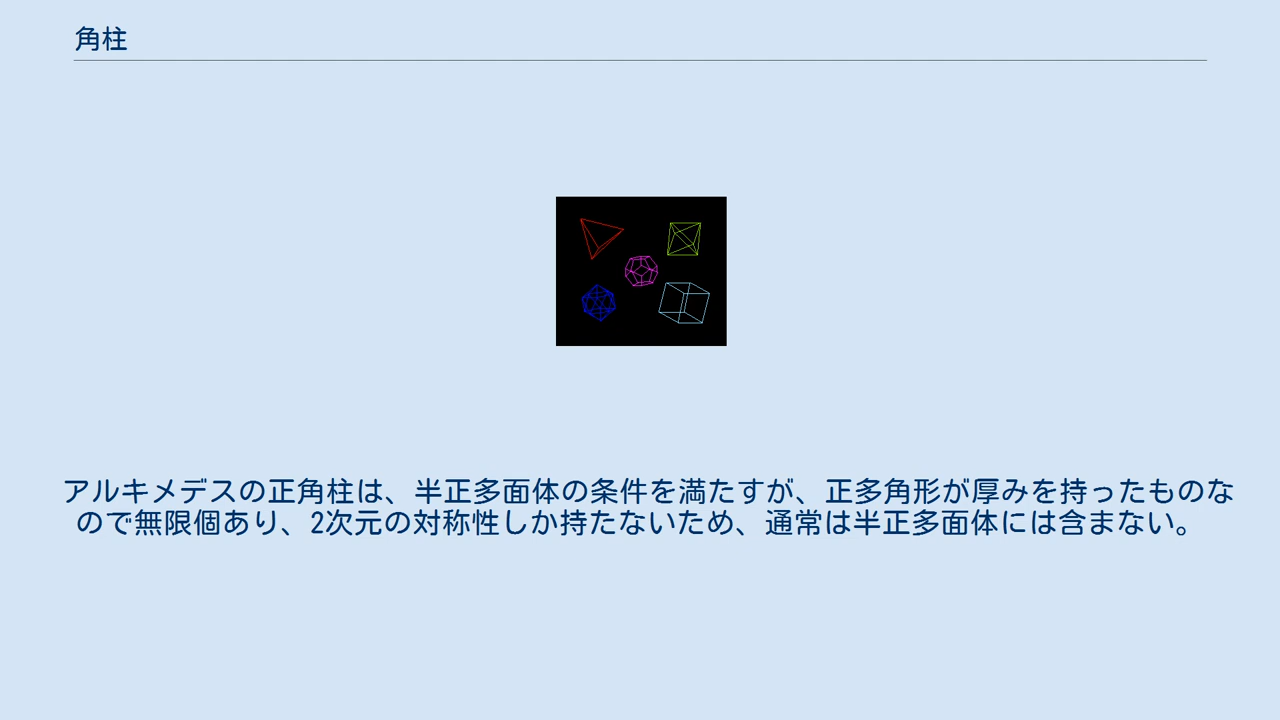 角柱
アルキメデスの正角柱は、半正多面体の条件を満たすが、正多角形が厚みを持ったものな
ので無限個あり、2次元の対称性しか持たないため、通常は半正多面体には含まない。